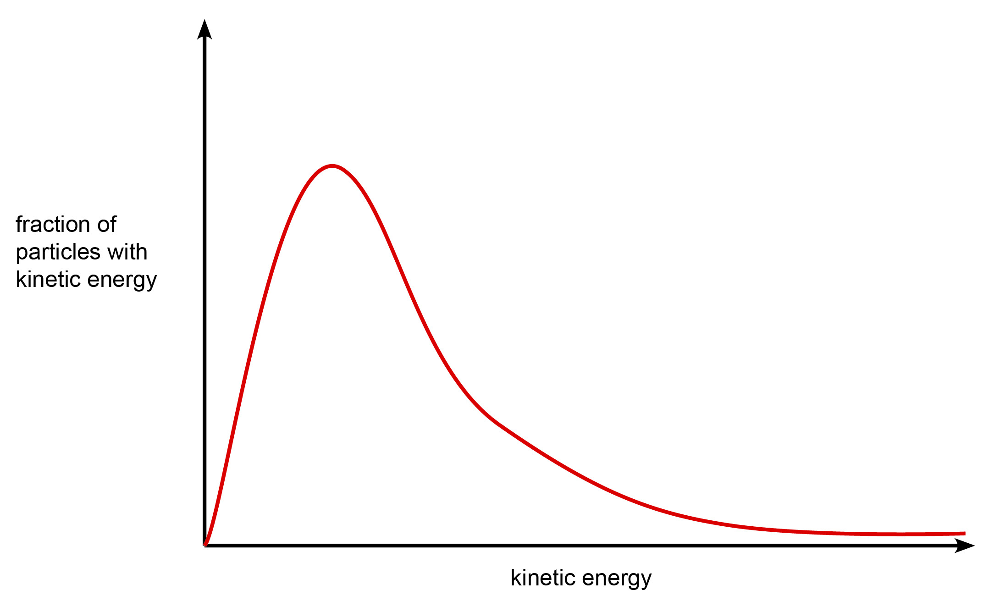 fraction of
particles with
kinetic energy
kinetic energy